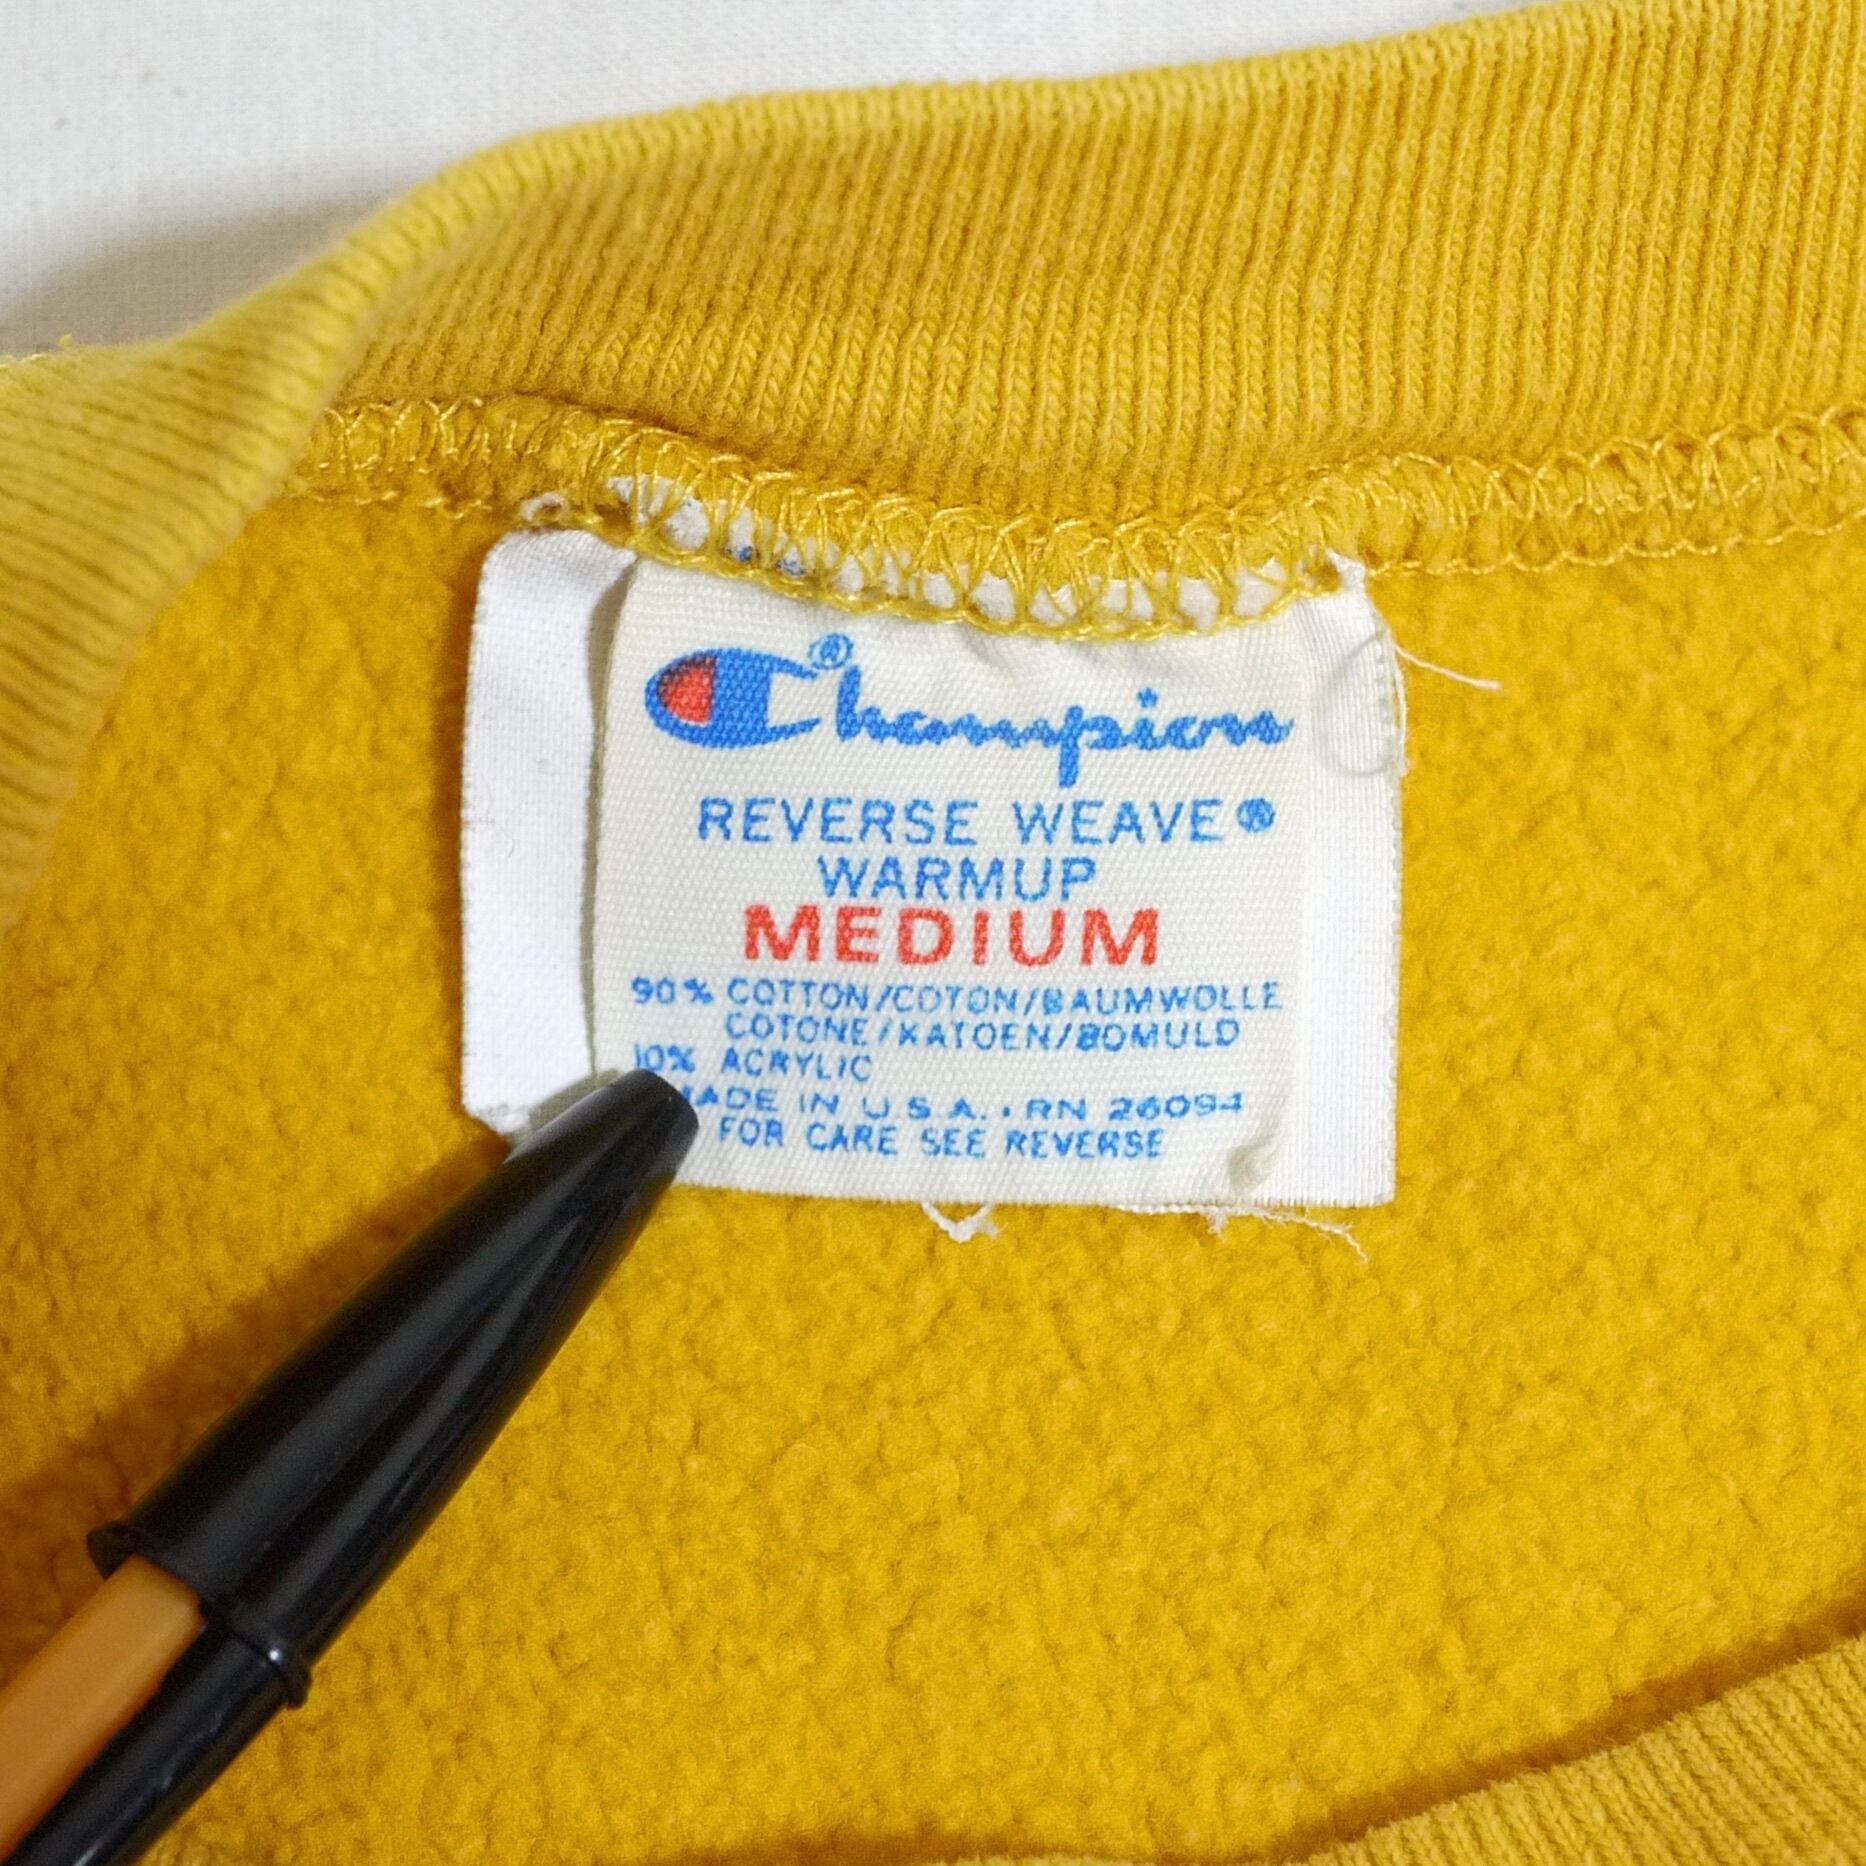 Champion®
REVERSE WEAVE®
WARMUP
MEDIUM
90% COTTON/COTON/BAUMWOLLE
COTONE/KATOEN/BOMULD
10% ACRYLIC
MADE IN U.S.A. • RN 26094
FOR CARE SEE REVERSE